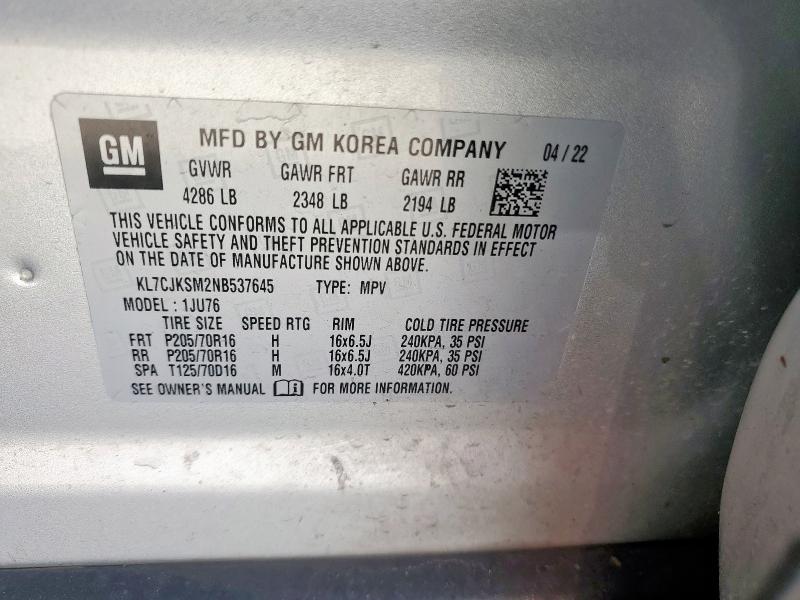 GM
MFD BY GM KOREA COMPANY 04 / 22
GVWR GAWR FRT GAWR RR
4286 LB 2348 LB 2194 LB
THIS VEHICLE CONFORMS TO ALL APPLICABLE U.S. FEDERAL MOTOR
VEHICLE SAFETY AND THEFT PREVENTION STANDARDS IN EFFECT
ON THE DATE OF MANUFACTURE SHOWN ABOVE.
KL7CJKSM2NB537645 TYPE: MPV
MODEL : 1JU76
TIRE SIZE SPEED RTG RIM COLD TIRE PRESSURE
FRT P205/70R16 H 16x6.5J 240KPA, 35 PSI
RR P205/70R16 H 16x6.5J 240KPA, 35 PSI
SPA T125/70D16 M 16x4.0T 420KPA, 60 PSI
SEE OWNER'S MANUAL FOR MORE INFORMATION.